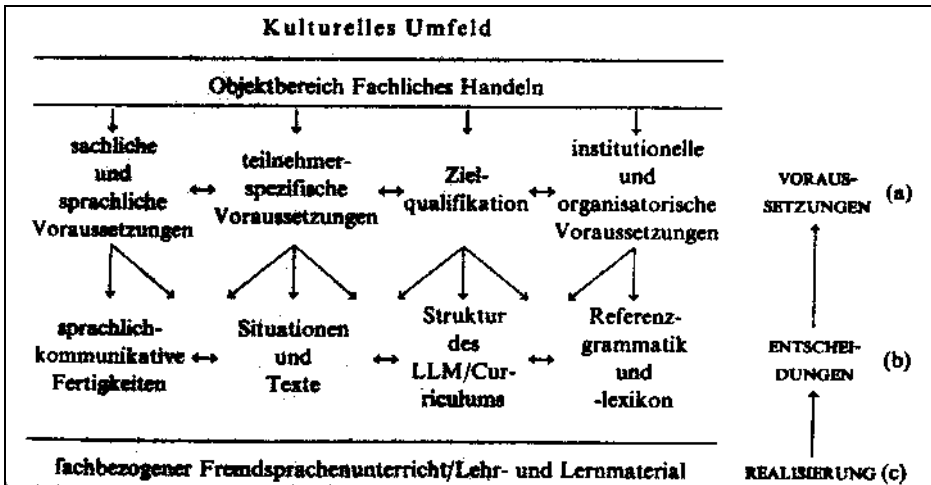 Kulturelles Umfeld
Objektbereich Fachliches Handeln
sachliche
und
sprachliche
Voraussetzungen
teilnehmer-
spezifische
Voraussetzungen
Ziel-
qualifikation
institutionelle
und
organisatorische
Voraussetzungen
VORAUS-
SETZUNGEN
(a)
sprachlich-
kommunikative
Fertigkeiten
Situationen
und
Texte
Struktur
des
LLM/Cur-
riculums
Referenz-
grammatik
und
-lexikon
ENTSCHEI-
DUNGEN
(b)
fachbezogener Fremdsprachenunterricht/Lehr- und Lernmaterial
REALISIERUNG (c)